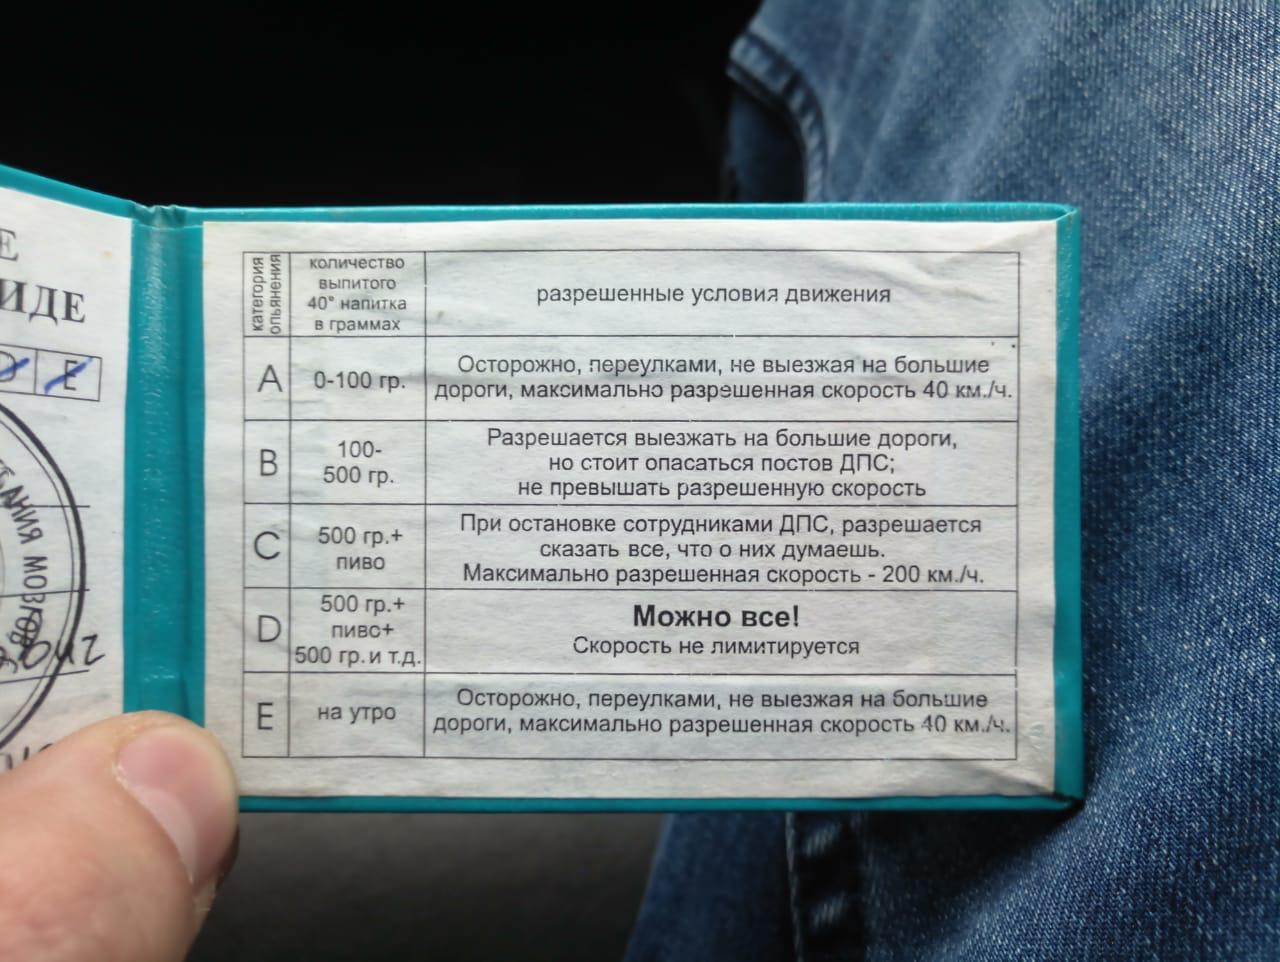 Е
ИДЕ
D E
АНИЯ МОЗГОВ
категория
опьянения
количество
выпитого
40° напитка
в граммах
разрешенные условия движения
A
0-100 гр.
Осторожно, переулками, не выезжая на большие
дороги, максимально разрешенная скорость 40 км./ч.
B
100-
500 гр.
Разрешается выезжать на большие дороги,
но стоит опасаться постов ДПС;
не превышать разрешенную скорость
C
500 гр.+
пиво
При остановке сотрудниками ДПС, разрешается
сказать все, что о них думаешь.
Максимально разрешенная скорость - 200 км./ч.
D
500 гр.+
пиво+
500 гр.и т.д.
Можно все!
Скорость не лимитируется
E
на утро
Осторожно, переулками, не выезжая на большие
дороги, максимально разрешенная скорость 40 км./ч.